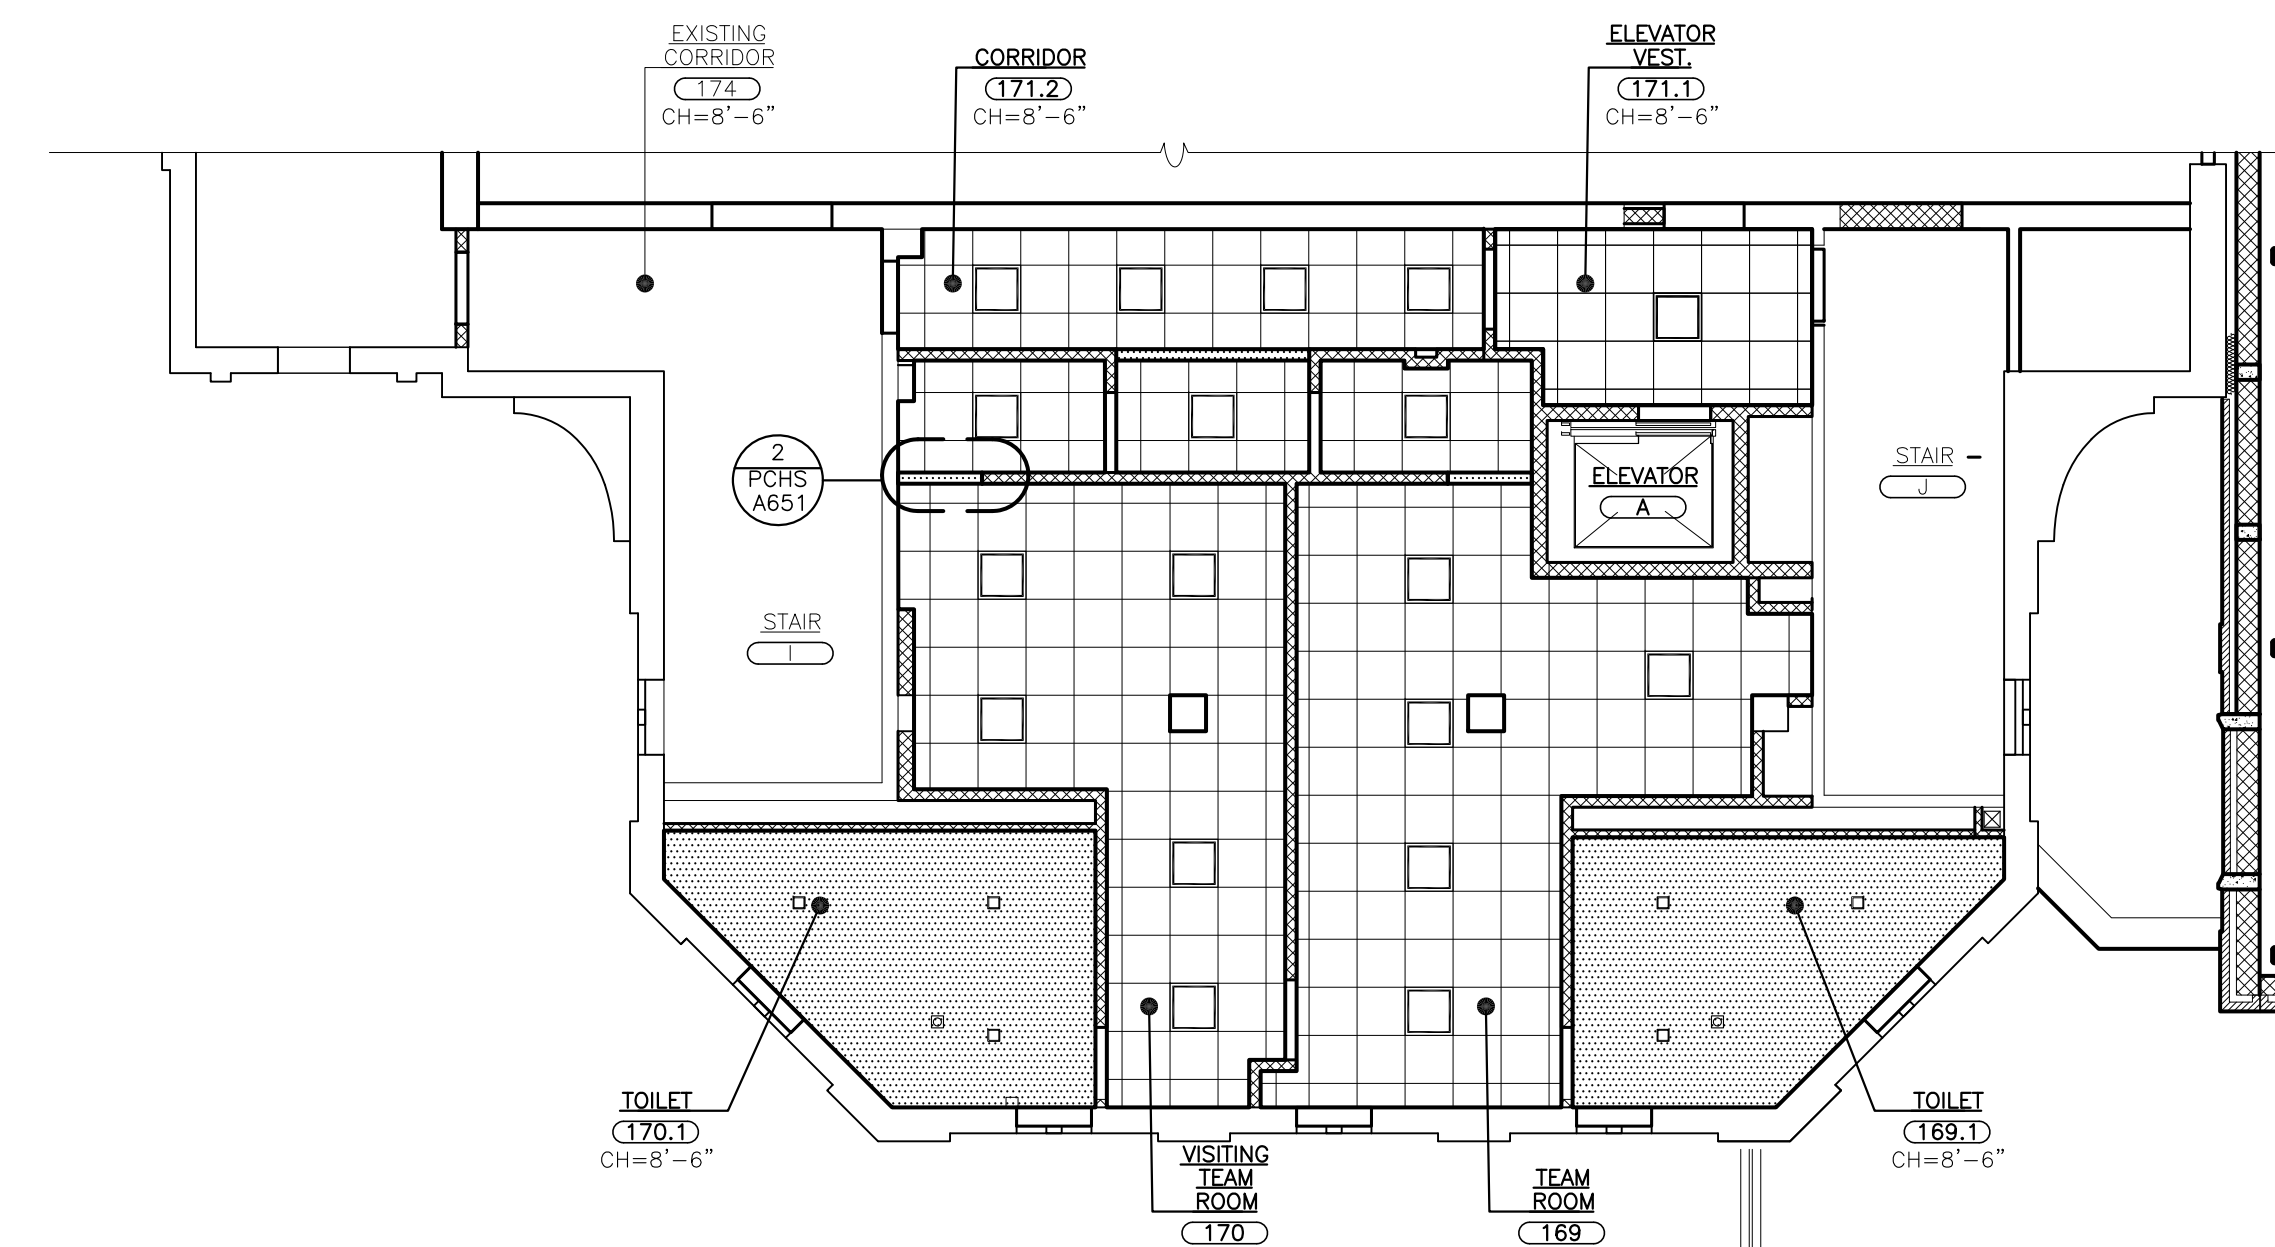 EXISTING
CORRIDOR
174
CH=8'-6"
CORRIDOR
171.2
CH=8'-6"
ELEVATOR
VEST.
171.1
CH=8'-6"
2
PCHS
A651
ELEVATOR
A
STAIR
J
STAIR
I
TOILET
170.1
CH=8'-6"
VISITING
TEAM
ROOM
170
TEAM
ROOM
169
TOILET
169.1
CH=8'-6"